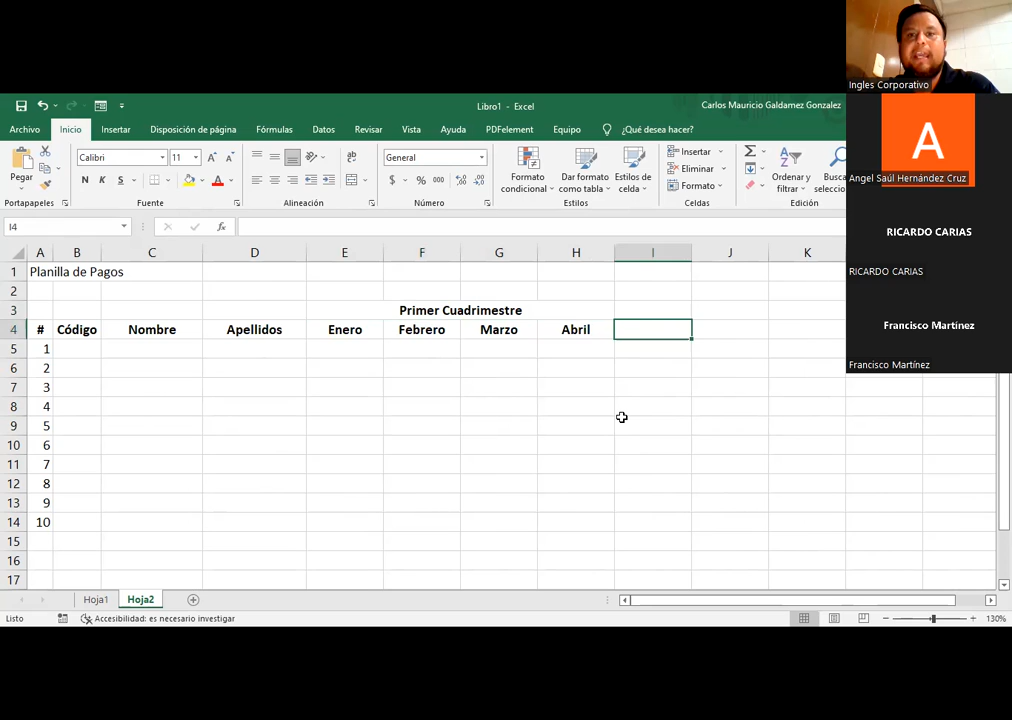 Ingles Corporativo
Libro1 - Excel
Carlos Mauricio Galdamez Gonzalez
Archivo
Inicio
Insertar
Disposición de página
Fórmulas
Datos
Revisar
Vista
Ayuda
PDFelement
Equipo
¿Qué desea hacer?
A
Angel Saúl Hernández Cruz
Pegar
Calibri
11
N K S
General
$ % 000
Formato
condicional
Dar formato
como tabla
Estilos de
celda
Insertar
Eliminar
Formato
Ordenar y
filtrar
Busca
seleccio
Portapapeles
Fuente
Alineación
Número
Estilos
Celdas
Edición
I4
fx
RICARDO CARIAS
RICARDO CARIAS
Francisco Martínez
Francisco Martínez
A B C D E F G H I J K
1 Planilla de Pagos
2
3 Primer Cuadrimestre
4 # Código Nombre Apellidos Enero Febrero Marzo Abril
5 1
6 2
7 3
8 4
9 5
10 6
11 7
12 8
13 9
14 10
15
16
17
Hoja1
Hoja2
Listo
Accesibilidad: es necesario investigar
130%